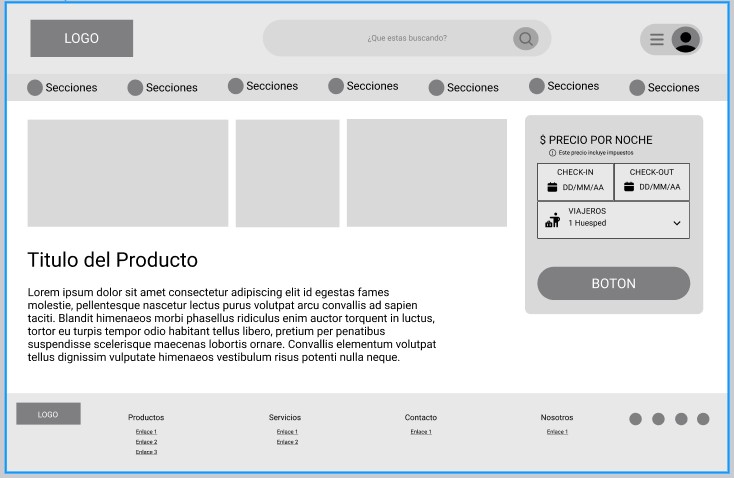 LOGO
¿Que estas buscando?
Secciones Secciones Secciones Secciones Secciones Secciones Secciones
$ PRECIO POR NOCHE
Este precio incluye impuestos
CHECK-IN CHECK-OUT
DD/MM/AA DD/MM/AA
VIAJEROS
1 Huesped
BOTON
Titulo del Producto
Lorem ipsum dolor sit amet consectetur adipiscing elit id egestas fames
molestie, pellentesque nascetur lectus purus volutpat arcu convallis ad sapien
taciti. Blandit himenaeos morbi phasellus ridiculus enim auctor torquent in luctus,
tortor eu turpis tempor odio habitant tellus libero, pretium per penatibus
suspendisse scelerisque maecenas lobortis ornare. Convallis elementum volutpat
tellus dignissim vulputate himenaeos vestibulum risus potenti nulla neque.
LOGO
Productos
Enlace 1
Enlace 2
Enlace 3
Servicios
Enlace 1
Enlace 2
Contacto
Enlace 1
Nosotros
Enlace 1